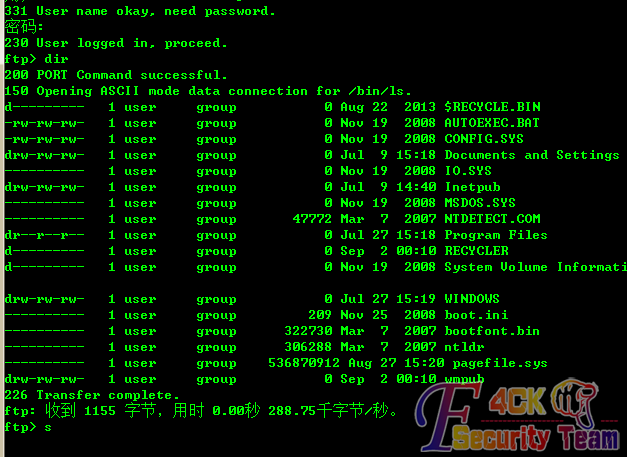 331 User name okay, need password.
密码:
230 User logged in, proceed.
ftp> dir
200 PORT Command successful.
150 Opening ASCII mode data connection for /bin/ls.
d--------- 1 user group 0 Aug 22 2013 $RECYCLE.BIN
-rw-rw-rw- 1 user group 0 Nov 19 2008 AUTOEXEC.BAT
-rw-rw-rw- 1 user group 0 Nov 19 2008 CONFIG.SYS
drw-rw-rw- 1 user group 0 Jul 9 15:18 Documents and Settings
---------- 1 user group 0 Nov 19 2008 IO.SYS
drw-rw-rw- 1 user group 0 Jul 9 14:40 Inetpub
---------- 1 user group 0 Nov 19 2008 MSDOS.SYS
---------- 1 user group 47772 Mar 7 2007 NTDETECT.COM
dr--r--r-- 1 user group 0 Jul 27 15:18 Program Files
d--------- 1 user group 0 Sep 2 00:10 RECYCLER
d--------- 1 user group 0 Nov 19 2008 System Volume Informati
drw-rw-rw- 1 user group 0 Jul 27 15:19 WINDOWS
---------- 1 user group 209 Nov 25 2008 boot.ini
---------- 1 user group 322730 Mar 7 2007 bootfont.bin
---------- 1 user group 306288 Mar 7 2007 ntldr
---------- 1 user group 536870912 Aug 27 15:20 pagefile.sys
drw-rw-rw- 1 user group 0 Sep 2 00:10 wmpub
226 Transfer complete.
ftp: 收到 1155 字节，用时 0.00秒 288.75千字节/秒。
ftp> s
F4CK
Security Team